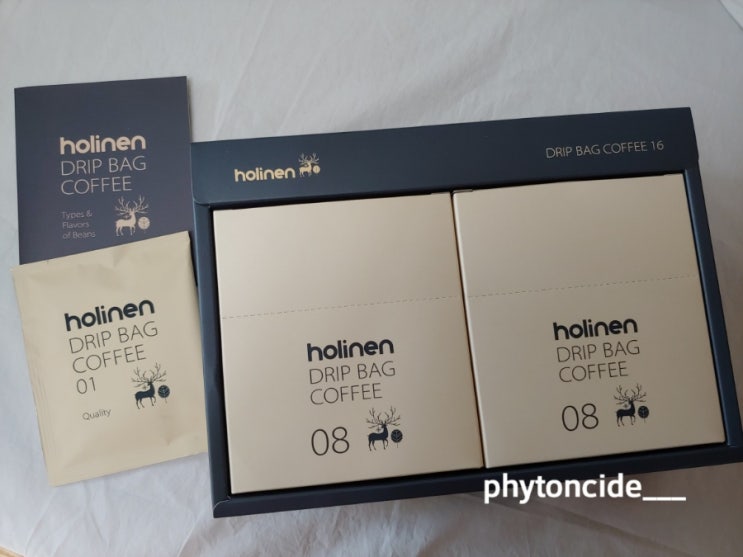 holinen
DRIP BAG
COFFEE
Types &
Flavors
of Beans
holinen
DRIP BAG
COFFEE
01
Quality
holinen
DRIP BAG COFFEE 16
holinen
DRIP BAG
COFFEE
08
holinen
DRIP BAG
COFFEE
08
phytoncide___